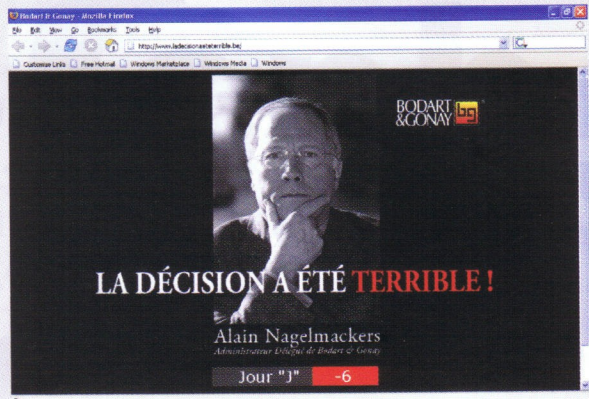 Bodart & Gonay - Mozilla Firefox
File Edit View Go Bookmarks Tools Help
http://www.ladecisionaeteterrible.be/
Customize Links Free Hotmail Windows Marketplace Windows Media Windows
BODART
&GONAY bg
LA DÉCISION A ÉTÉ TERRIBLE !
Alain Nagelmackers
Administrateur Délégué de Bodart & Gonay
Jour "J" -6